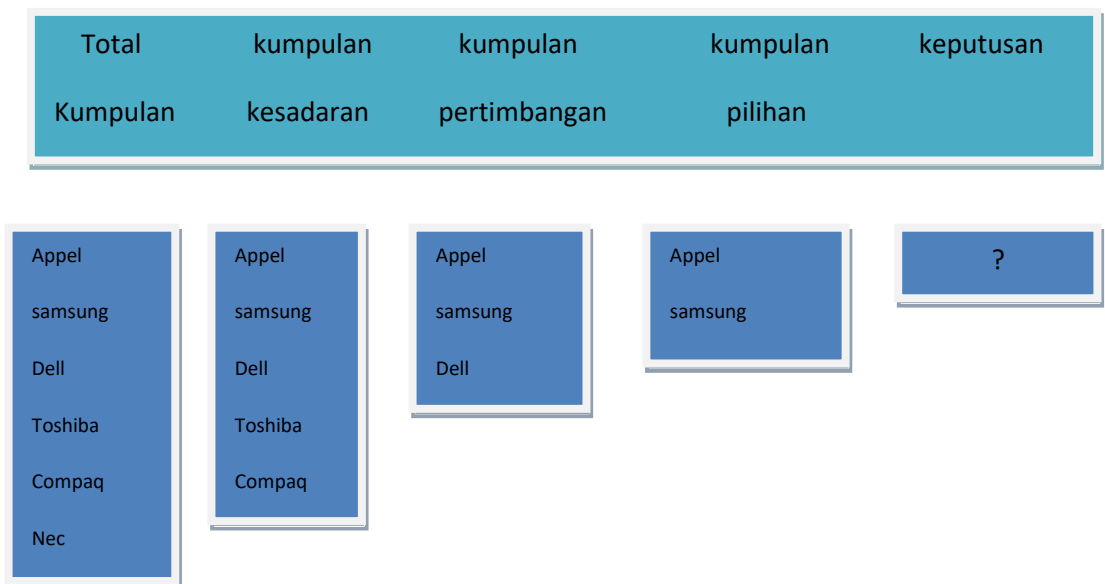 Total kumpulan kumpulan kumpulan keputusan
Kumpulan kesadaran pertimbangan pilihan
Appel
samsung
Dell
Toshiba
Compaq
Nec
Appel
samsung
Dell
Toshiba
Compaq
Appel
samsung
Dell
Appel
samsung
?